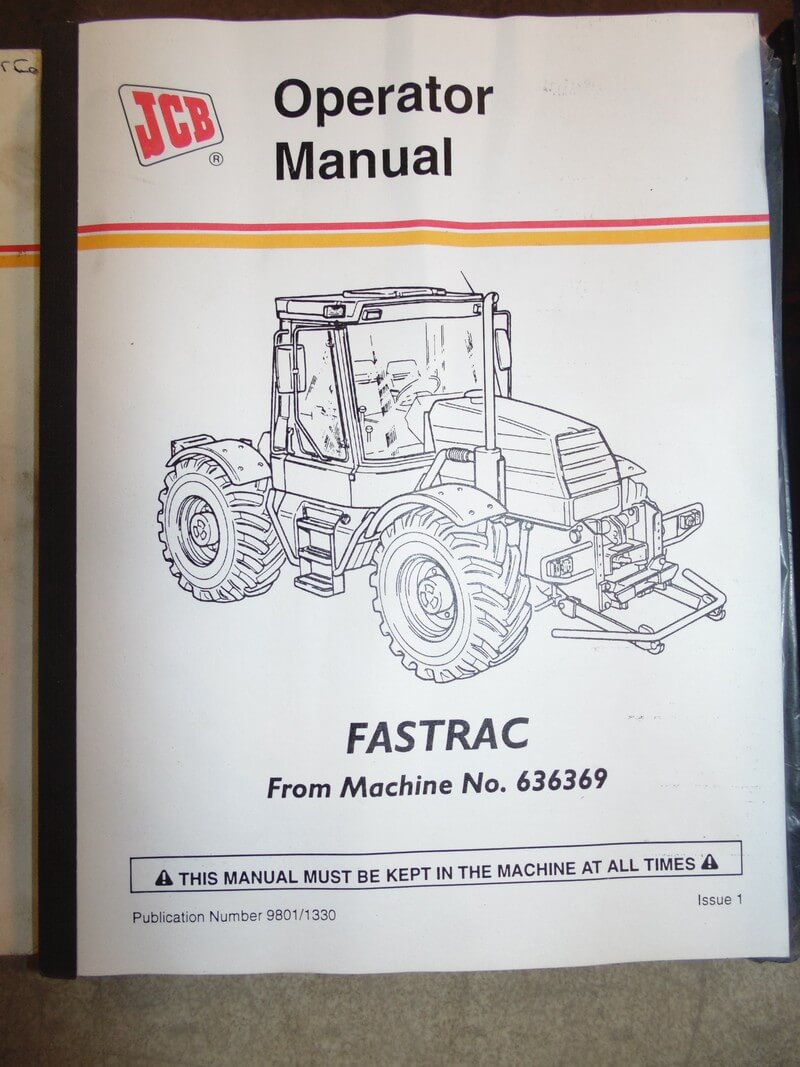 JCB
®
Operator
Manual
FASTRAC
From Machine No. 636369
THIS MANUAL MUST BE KEPT IN THE MACHINE AT ALL TIMES
Publication Number 9801/1330
Issue 1